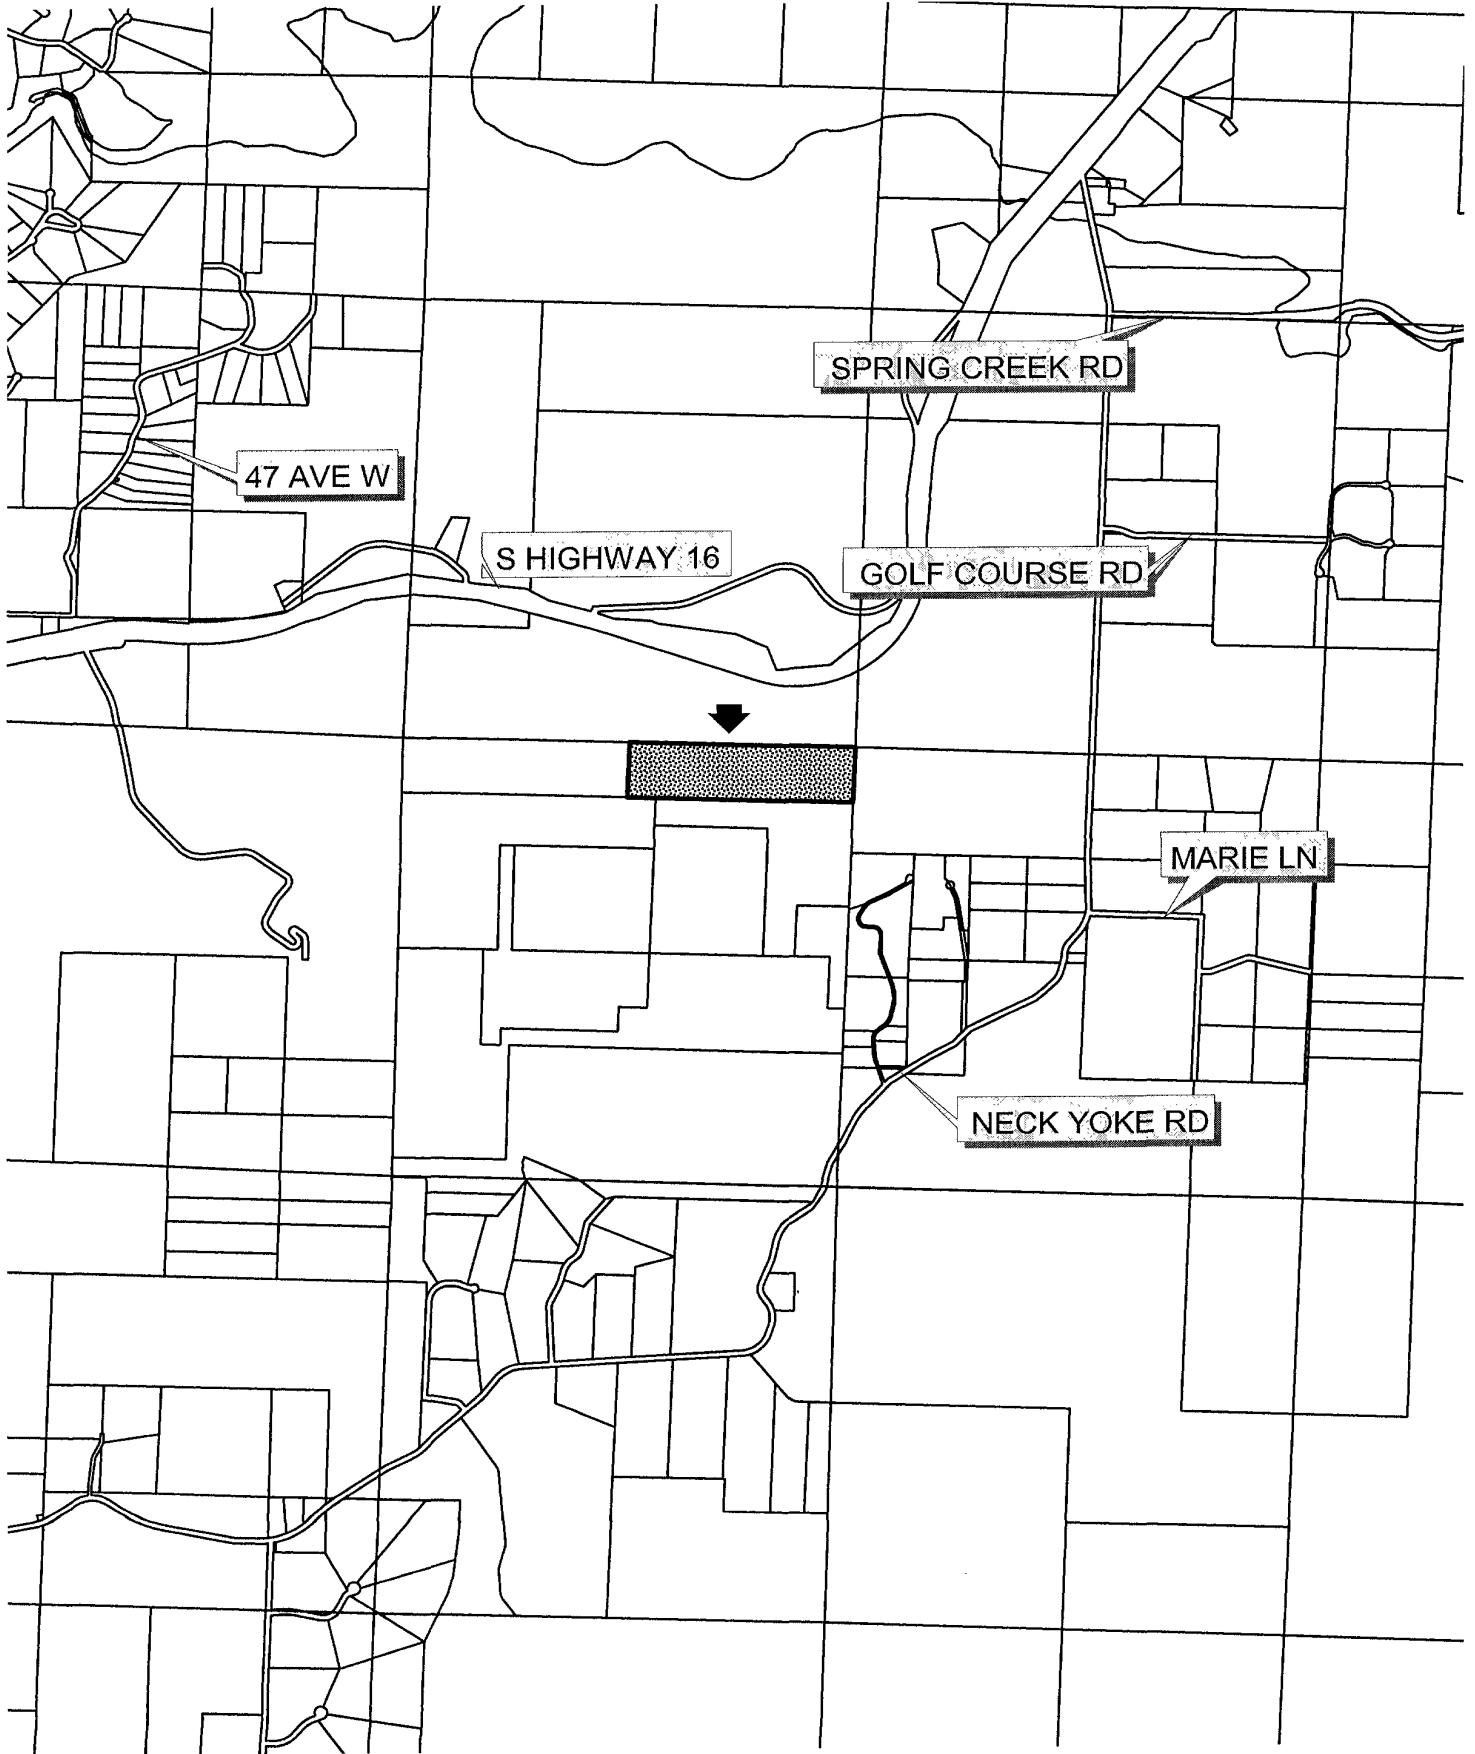 SPRING CREEK RD
47 AVE W
S HIGHWAY 16
GOLF COURSE RD
MARIE LN
NECK YOKE RD